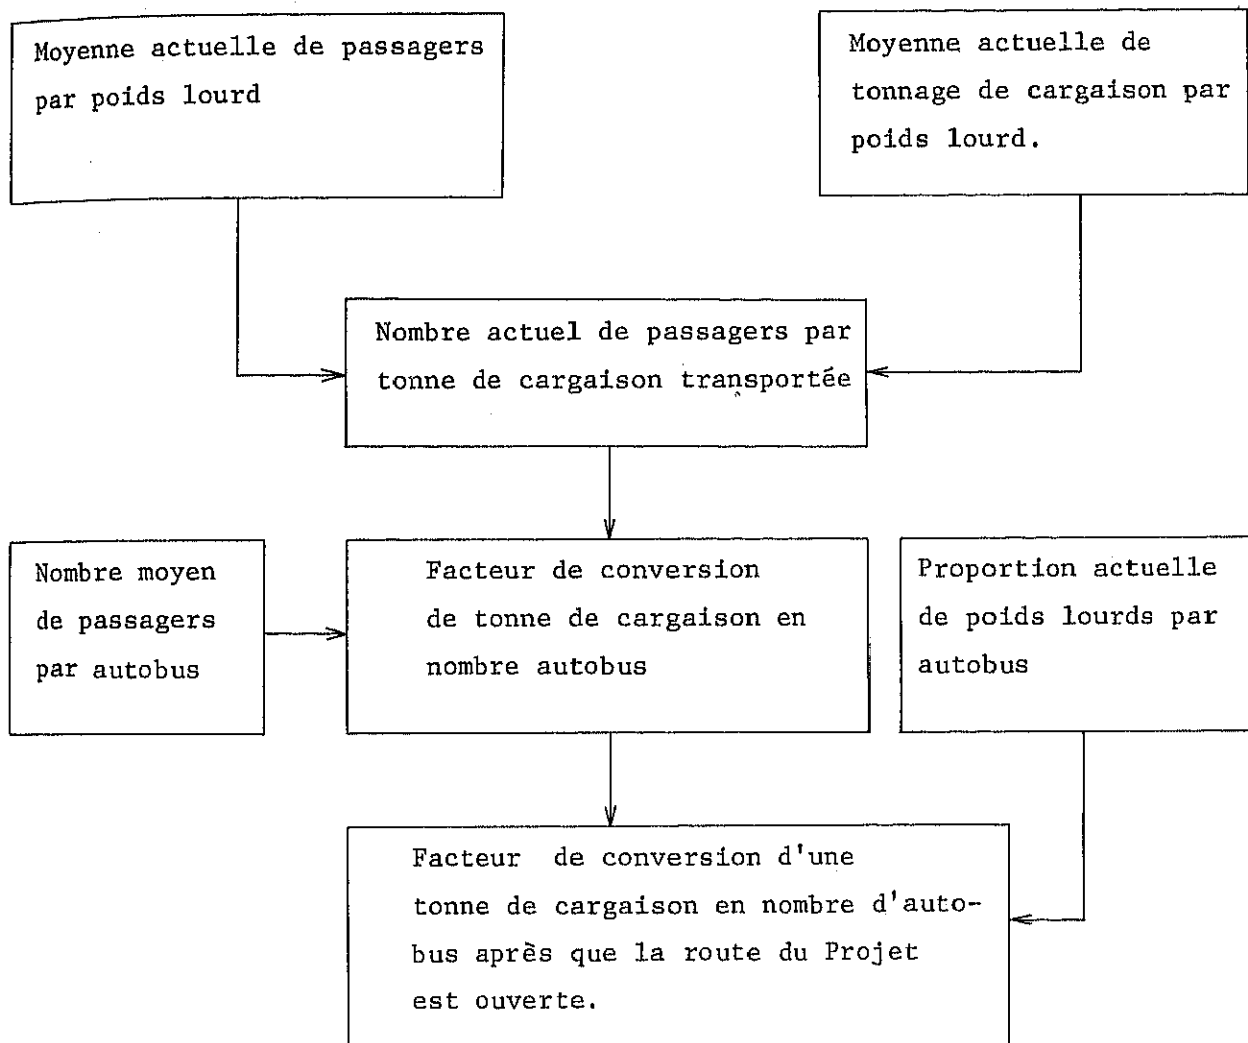 Moyenne actuelle de passagers
par poids lourd
Moyenne actuelle de
tonnage de cargaison par
poids lourd.
Nombre actuel de passagers par
tonne de cargaison transportée
Nombre moyen
de passagers
par autobus
Facteur de conversion
de tonne de cargaison en
nombre autobus
Proportion actuelle
de poids lourds par
autobus
Facteur de conversion d'une
tonne de cargaison en nombre d'auto-
bus après que la route du Projet
est ouverte.